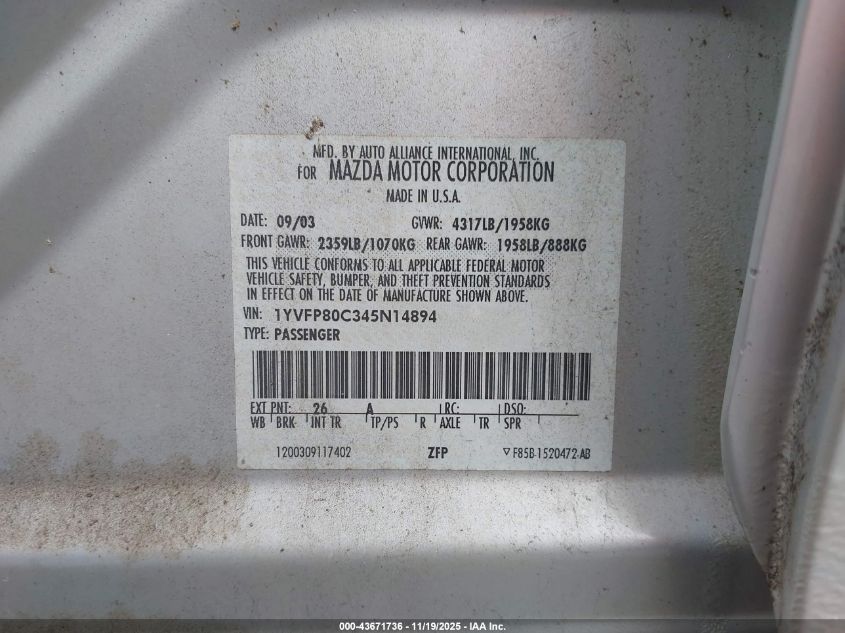 MFD. BY AUTO ALLIANCE INTERNATIONAL, INC.
FOR MAZDA MOTOR CORPORATION
MADE IN U.S.A.
DATE: 09/03 GVWR: 4317LB/1958KG
FRONT GAWR: 2359LB/1070KG REAR GAWR: 1958LB/888KG
THIS VEHICLE CONFORMS TO ALL APPLICABLE FEDERAL MOTOR
VEHICLE SAFETY, BUMPER, AND THEFT PREVENTION STANDARDS
IN EFFECT ON THE DATE OF MANUFACTURE SHOWN ABOVE.
VIN: 1YVFP80C345N14894
TYPE: PASSENGER
EXT PNT: 26 A RC: DSO:
WB BRK INT TR TP/PS R AXLE TR SPR
1200309117402 ZFP ▽ F85B-1520472-AB
000-43671736 - 11/19/2025 - IAA Inc.